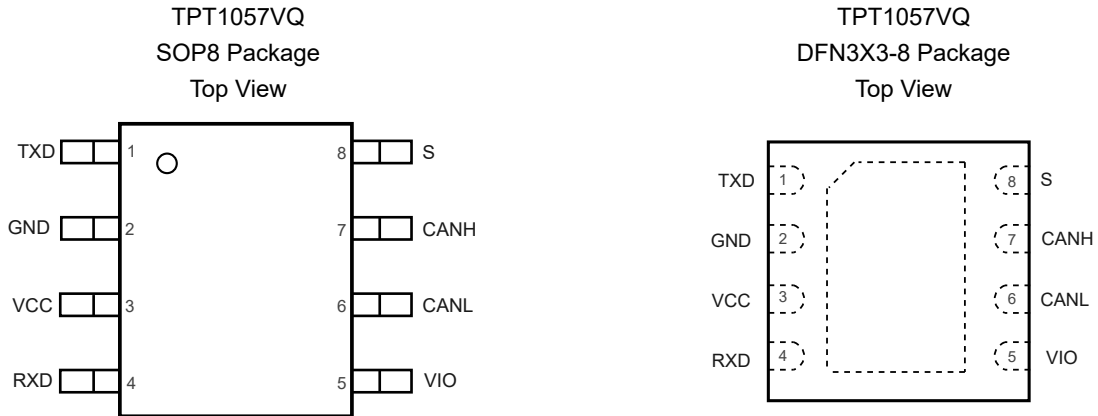 TPT1057VQ
SOP8 Package
Top View
TXD 1 8 S
GND 2 7 CANH
VCC 3 6 CANL
RXD 4 5 VIO
TPT1057VQ
DFN3X3-8 Package
Top View
TXD 1 8 S
GND 2 7 CANH
VCC 3 6 CANL
RXD 4 5 VIO